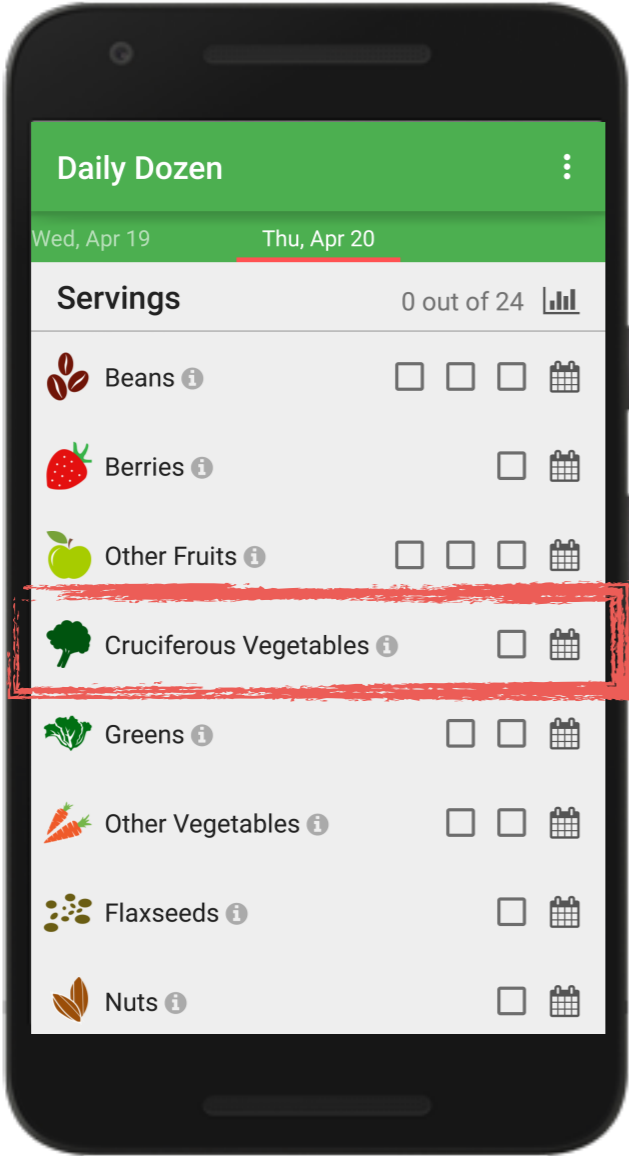 Daily Dozen
Wed, Apr 19 Thu, Apr 20
Servings 0 out of 24
Beans
Berries
Other Fruits
Cruciferous Vegetables
Greens
Other Vegetables
Flaxseeds
Nuts